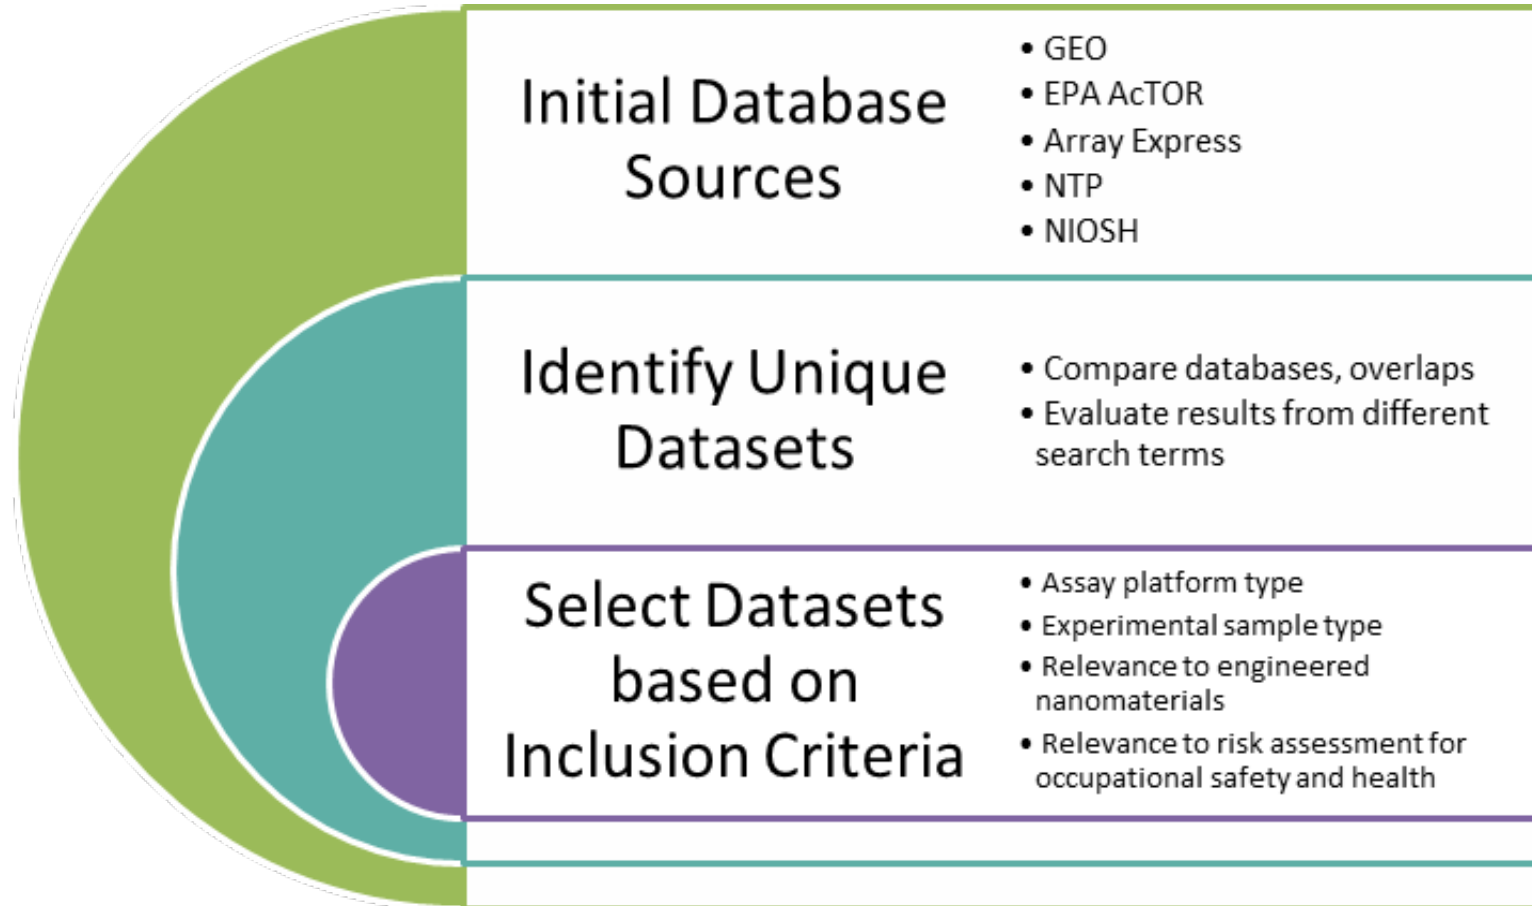 Initial Database
Sources
• GEO
• EPA AcTOR
• Array Express
• NTP
• NIOSH
Identify Unique
Datasets
• Compare databases, overlaps
• Evaluate results from different
search terms
Select Datasets
based on
Inclusion Criteria
• Assay platform type
• Experimental sample type
• Relevance to engineered
nanomaterials
• Relevance to risk assessment for
occupational safety and health